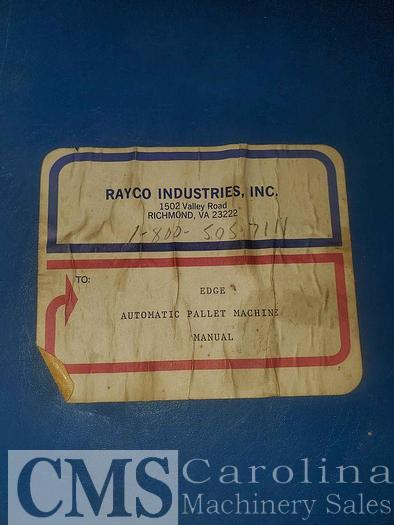 RAYCO INDUSTRIES, INC.
1502 Valley Road
RICHMOND, VA 23222
1-800-505-7111
TO:
EDGE
AUTOMATIC PALLET MACHINE
MANUAL
CMS Carolina
Machinery Sales